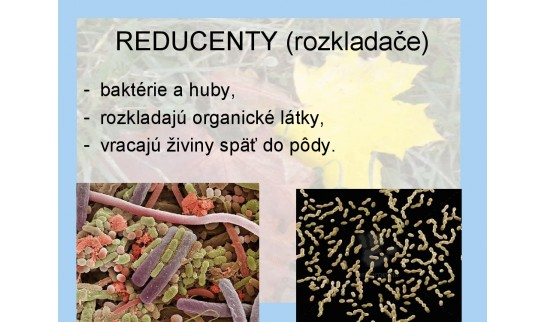 REDUCENTY (rozkladače)
- baktérie a huby,
- rozkladajú organické látky,
- vracajú živiny späť do pôdy.